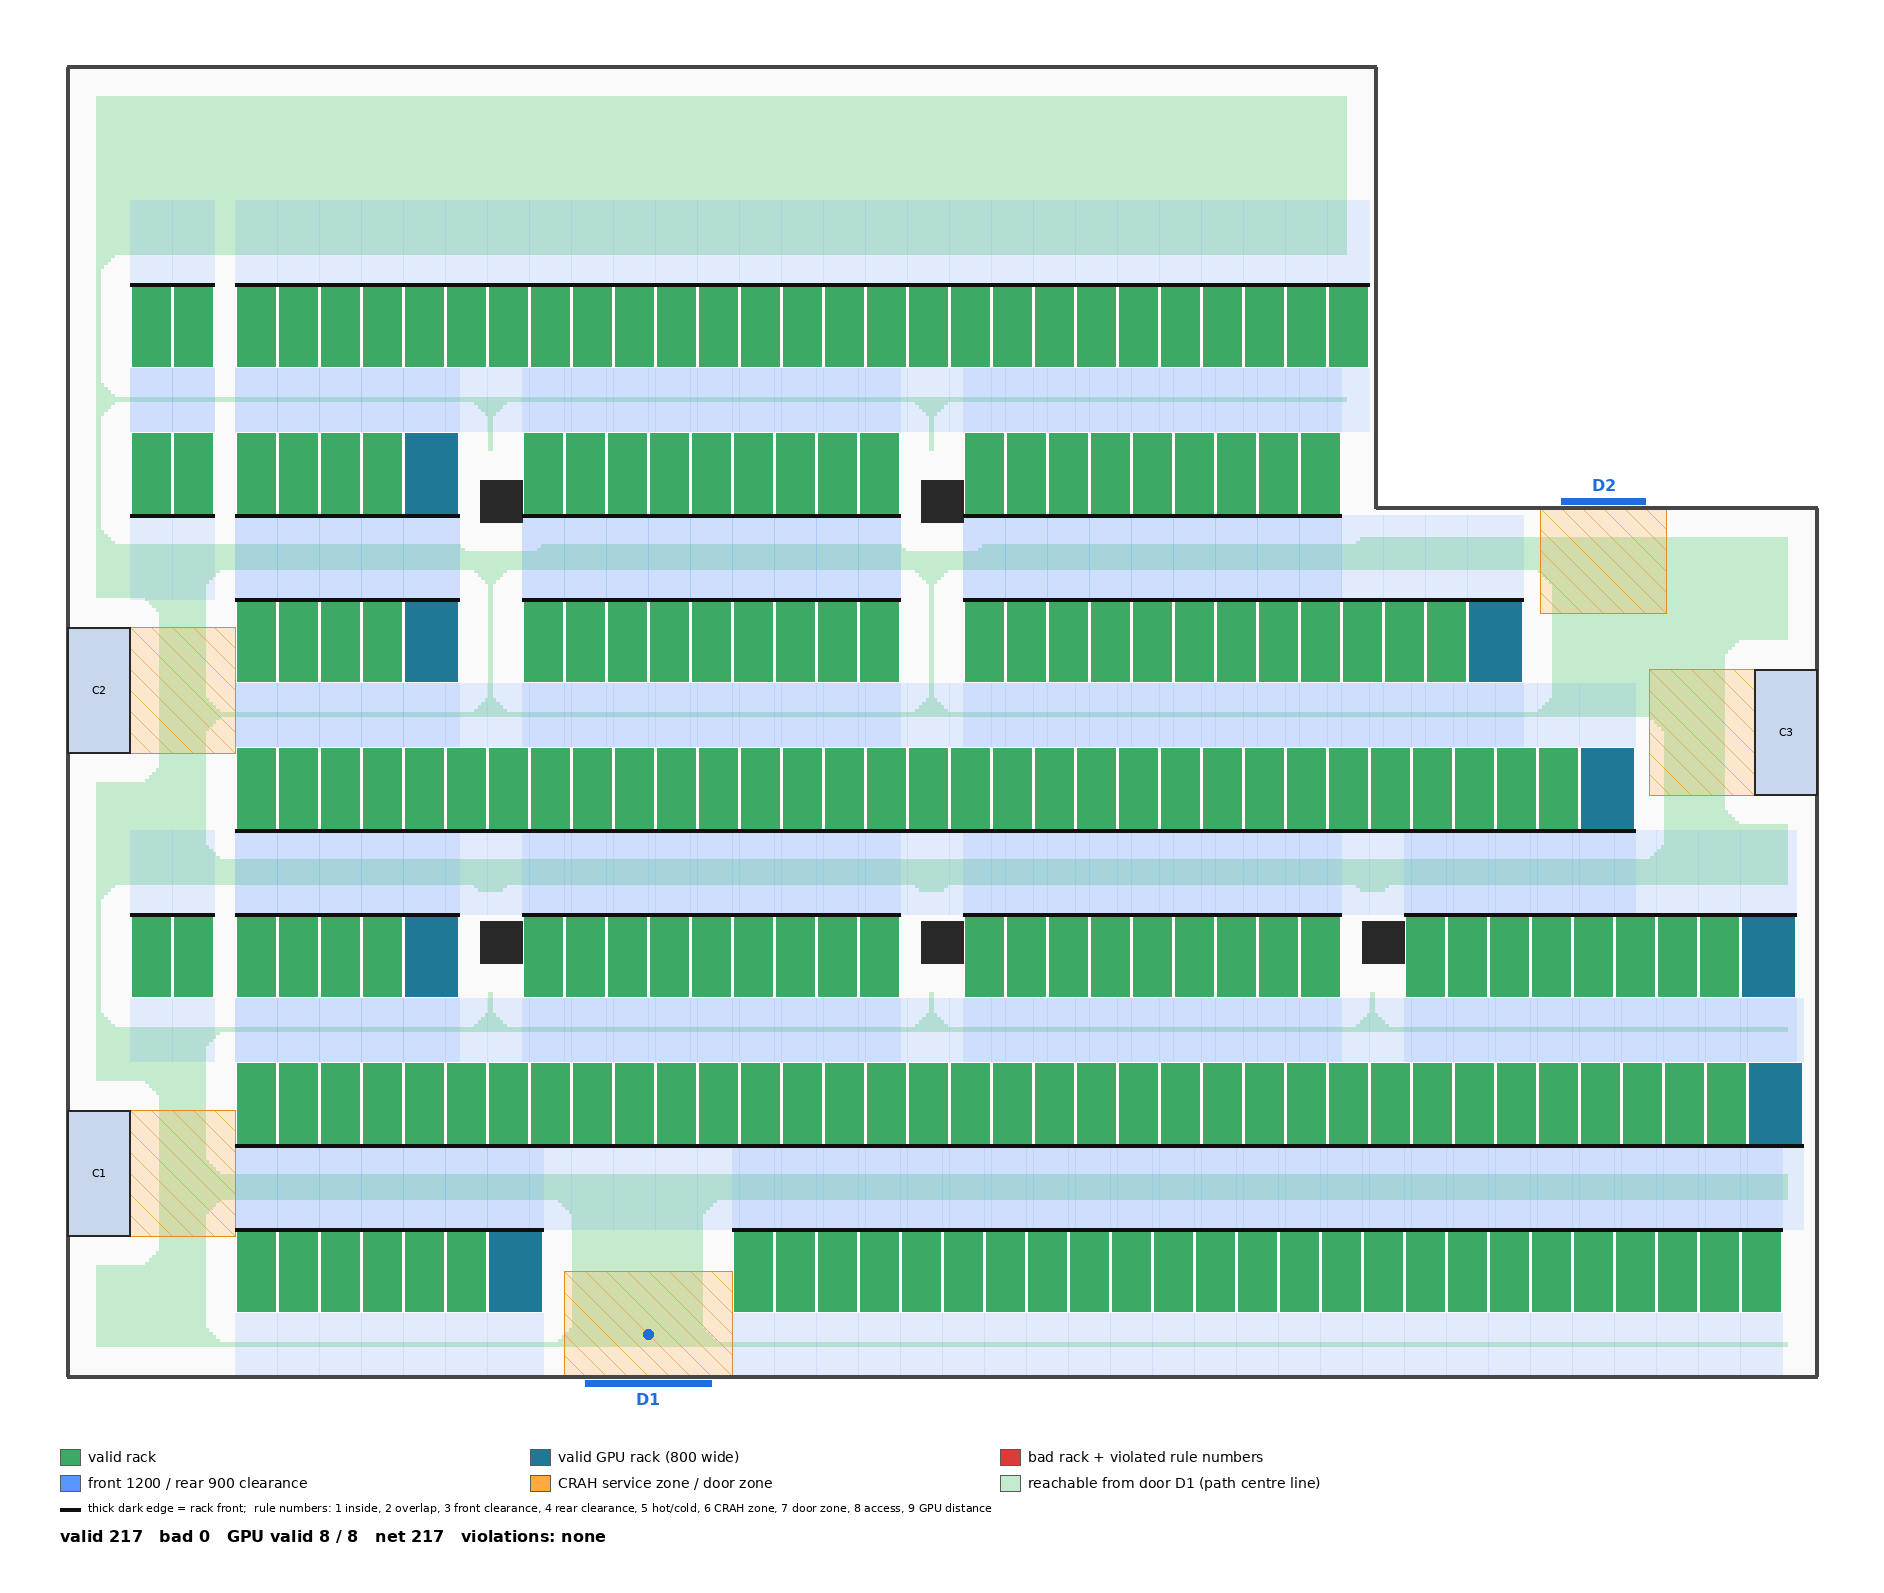 D2
C2
C3
C1
D1
valid rack
valid GPU rack (800 wide)
bad rack + violated rule numbers
front 1200 / rear 900 clearance
CRAH service zone / door zone
reachable from door D1 (path centre line)
thick dark edge = rack front;  rule numbers: 1 inside, 2 overlap, 3 front clearance, 4 rear clearance, 5 hot/cold, 6 CRAH zone, 7 door zone, 8 access, 9 GPU distance
valid 217   bad 0   GPU valid 8 / 8   net 217   violations: none